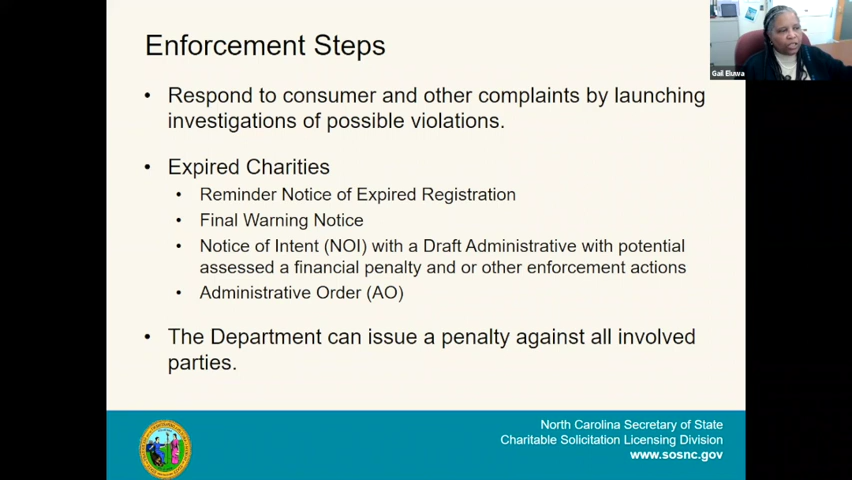 Enforcement Steps
Gail Eluwa
• Respond to consumer and other complaints by launching
investigations of possible violations.
• Expired Charities
• Reminder Notice of Expired Registration
• Final Warning Notice
• Notice of Intent (NOI) with a Draft Administrative with potential
assessed a financial penalty and or other enforcement actions
• Administrative Order (AO)
• The Department can issue a penalty against all involved
parties.
North Carolina Secretary of State
Charitable Solicitation Licensing Division
www.sosnc.gov